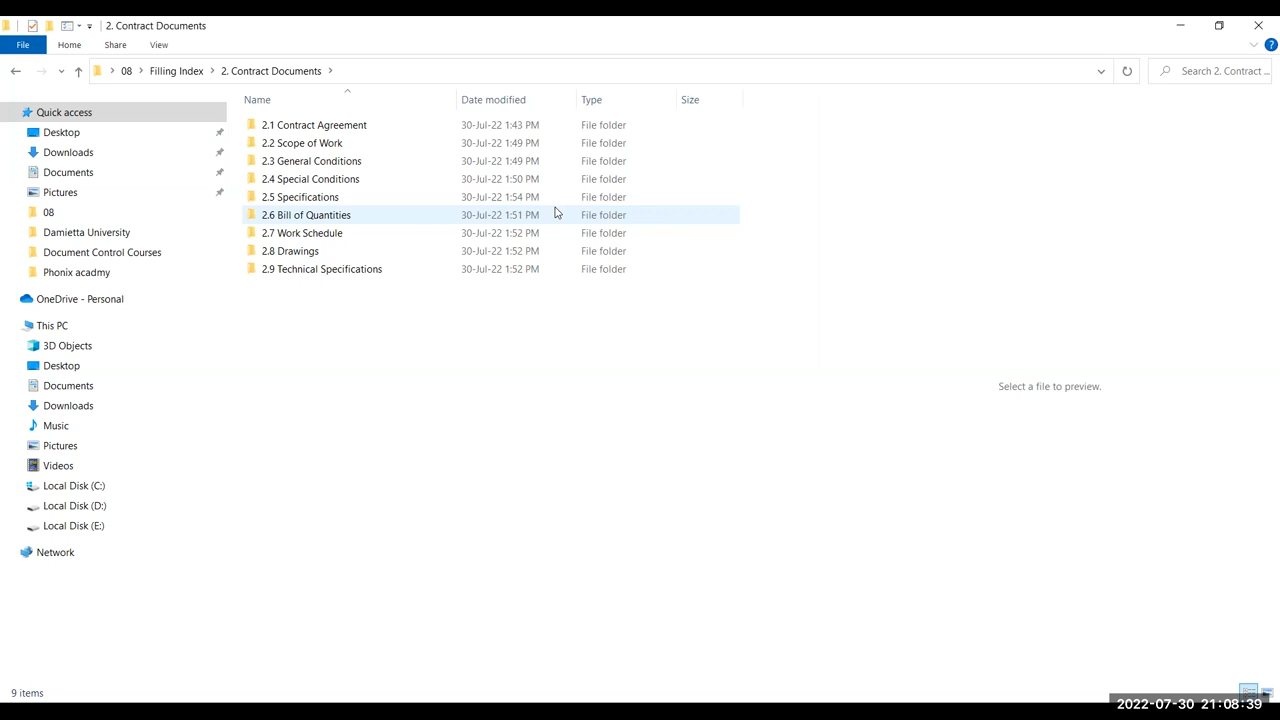 2. Contract Documents
File Home Share View
08 Filling Index 2. Contract Documents Search 2. Contract ...
Name Date modified Type Size
Quick access
Desktop
Downloads
Documents
Pictures
08
Damietta University
Document Control Courses
Phonix acadmy
OneDrive - Personal
This PC
3D Objects
Desktop
Documents
Downloads
Music
Pictures
Videos
Local Disk (C:)
Local Disk (D:)
Local Disk (E:)
Network
2.1 Contract Agreement 30-Jul-22 1:43 PM File folder
2.2 Scope of Work 30-Jul-22 1:49 PM File folder
2.3 General Conditions 30-Jul-22 1:49 PM File folder
2.4 Special Conditions 30-Jul-22 1:50 PM File folder
2.5 Specifications 30-Jul-22 1:54 PM File folder
2.6 Bill of Quantities 30-Jul-22 1:51 PM File folder
2.7 Work Schedule 30-Jul-22 1:52 PM File folder
2.8 Drawings 30-Jul-22 1:52 PM File folder
2.9 Technical Specifications 30-Jul-22 1:52 PM File folder
Select a file to preview.
9 items
2022-07-30 21:08:39